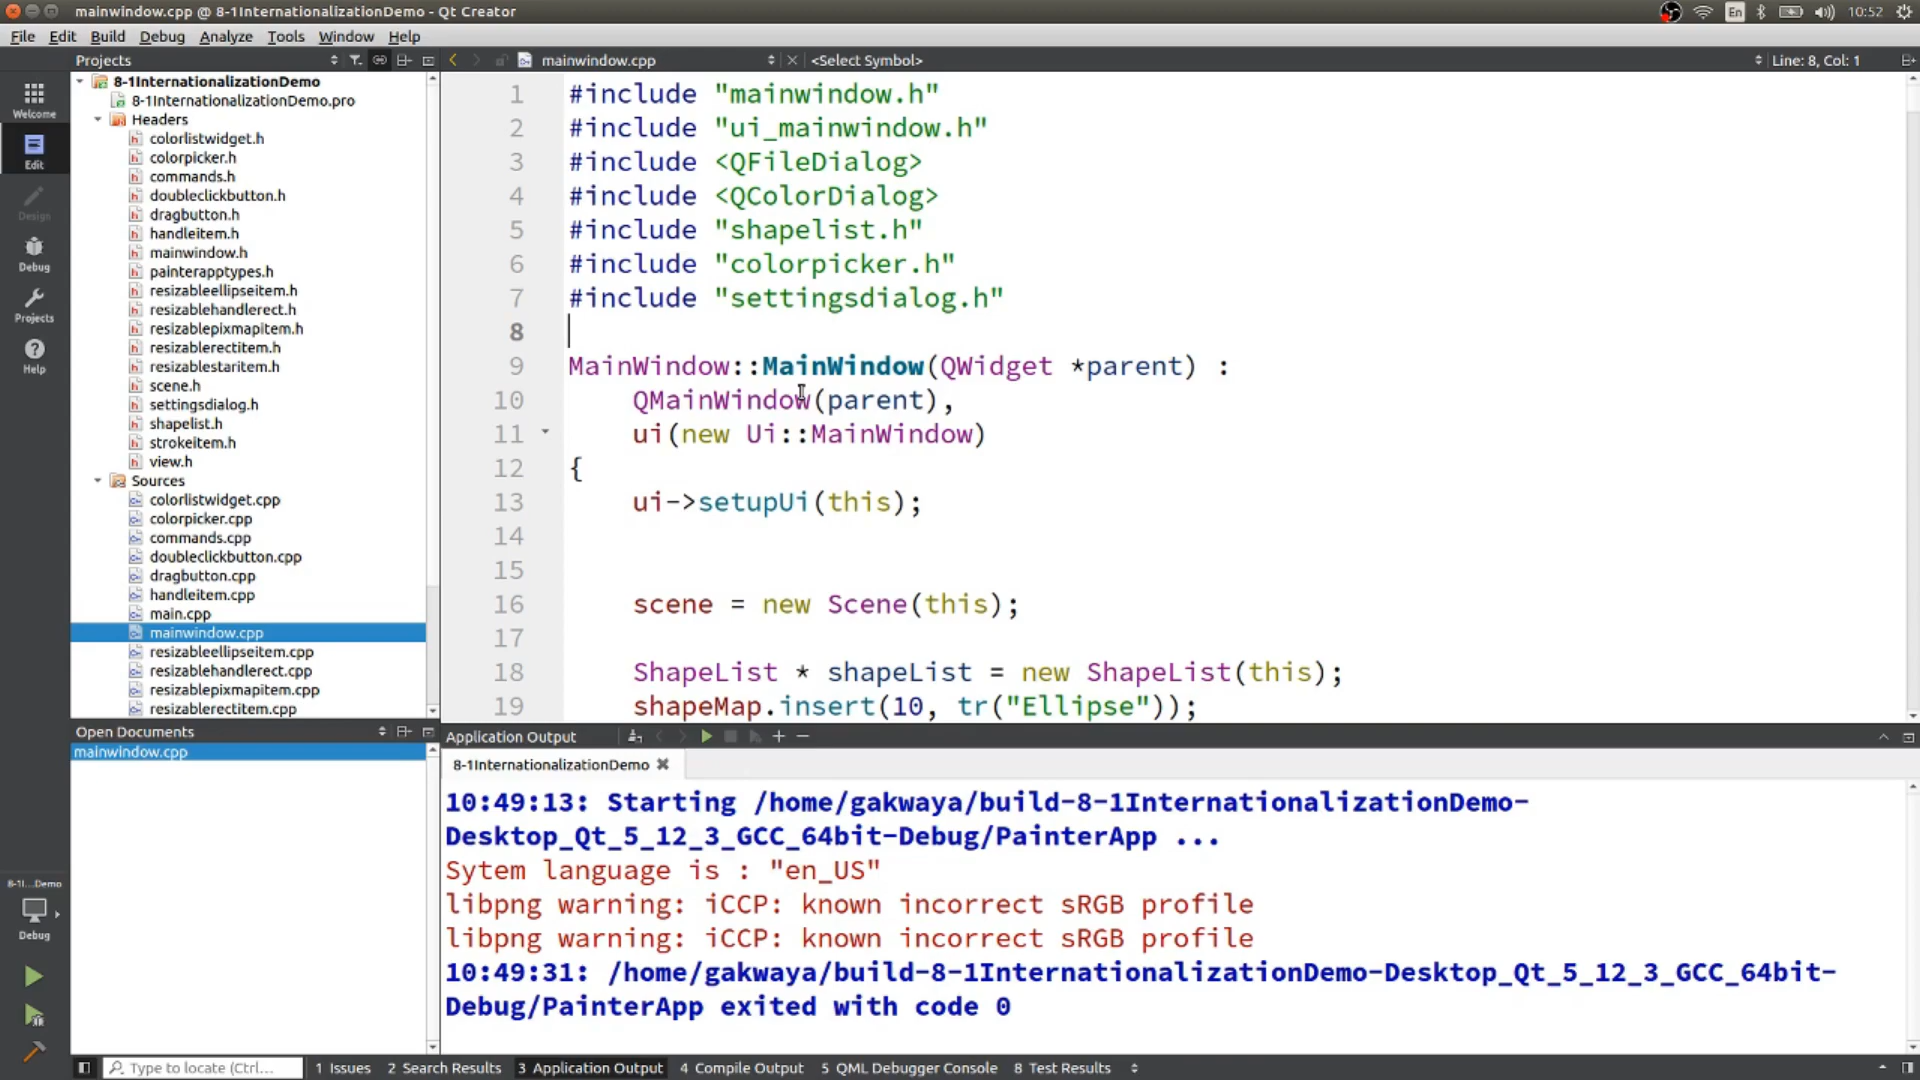 mainwindow.cpp @ 8-1InternationalizationDemo - Qt Creator
En
10:52
File Edit Build Debug Analyze Tools Window Help
Projects
mainwindow.cpp
<Select Symbol>
Line: 8, Col: 1
Welcome
Edit
Design
Debug
Projects
Help
8-1InternationalizationDemo
8-1InternationalizationDemo.pro
Headers
colorlistwidget.h
colorpicker.h
commands.h
doubleclickbutton.h
dragbutton.h
handleitem.h
mainwindow.h
painterapptypes.h
resizableellipseitem.h
resizablehandlerect.h
resizablepixmapitem.h
resizablerectitem.h
resizablestaritem.h
scene.h
settingsdialog.h
shapelist.h
strokeitem.h
view.h
Sources
colorlistwidget.cpp
colorpicker.cpp
commands.cpp
doubleclickbutton.cpp
dragbutton.cpp
handleitem.cpp
main.cpp
mainwindow.cpp
resizableellipseitem.cpp
resizablehandlerect.cpp
resizablepixmapitem.cpp
resizablerectitem.cpp
1 #include "mainwindow.h"
2 #include "ui_mainwindow.h"
3 #include <QFileDialog>
4 #include <QColorDialog>
5 #include "shapelist.h"
6 #include "colorpicker.h"
7 #include "settingsdialog.h"
8
9 MainWindow::MainWindow(QWidget *parent) :
10 QMainWindow(parent),
11 ui(new Ui::MainWindow)
12 {
13 ui->setupUi(this);
14
15
16 scene = new Scene(this);
17
18 ShapeList * shapeList = new ShapeList(this);
19 shapeMap.insert(10, tr("Ellipse"));
Open Documents
mainwindow.cpp
Application Output
8-1InternationalizationDemo
10:49:13: Starting /home/gakwaya/build-8-1InternationalizationDemo-
Desktop_Qt_5_12_3_GCC_64bit-Debug/PainterApp ...
Sytem language is : "en_US"
libpng warning: iCCP: known incorrect sRGB profile
libpng warning: iCCP: known incorrect sRGB profile
10:49:31: /home/gakwaya/build-8-1InternationalizationDemo-Desktop_Qt_5_12_3_GCC_64bit-
Debug/PainterApp exited with code 0
8-1I...Demo
Debug
Type to locate (Ctrl...
1 Issues 2 Search Results 3 Application Output 4 Compile Output 5 QML Debugger Console 8 Test Results